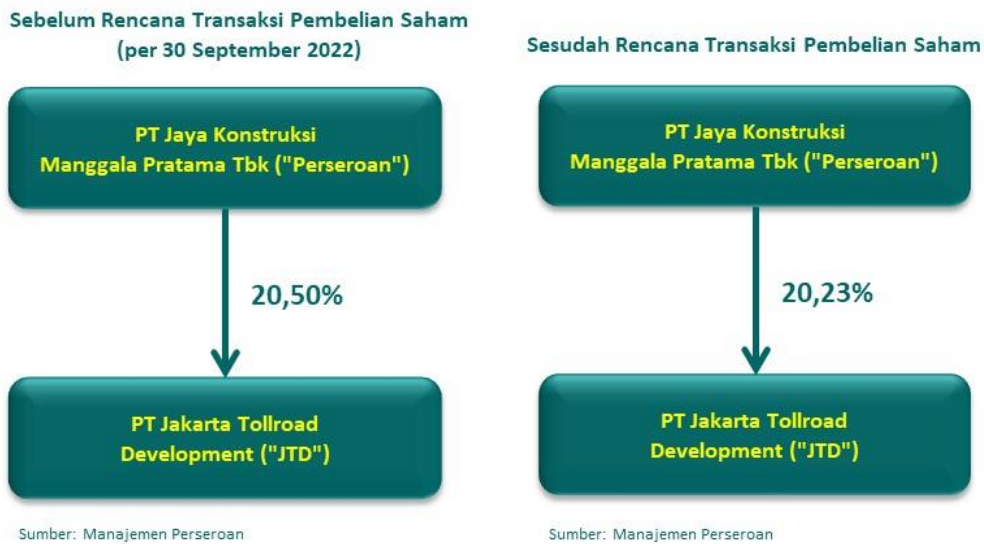 Sebelum Rencana Transaksi Pembelian Saham
(per 30 September 2022)
PT Jaya Konstruksi
Manggala Pratama Tbk ("Perseroan")
20,50%
PT Jakarta Tollroad
Development ("JTD")
Sumber: Manajemen Perseroan
Sesudah Rencana Transaksi Pembelian Saham
PT Jaya Konstruksi
Manggala Pratama Tbk ("Perseroan")
20,23%
PT Jakarta Tollroad
Development ("JTD")
Sumber: Manajemen Perseroan